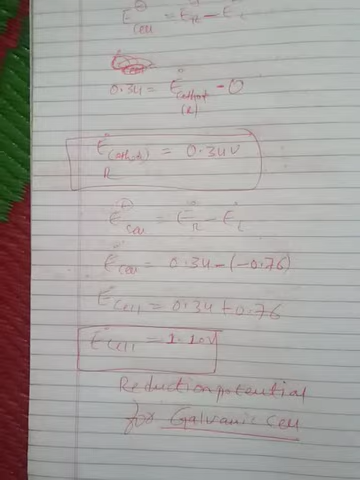 E°cell = E°R − E°L
0.34 = E°cathode − 0
(R)
E°(cathode) = 0.34V
R
E°cell = E°R − E°L
E°cell = 0.34 − (−0.76)
E°cell = 0.34 + 0.76
E°cell = 1.10V
Reduction potential
for Galvanic cell